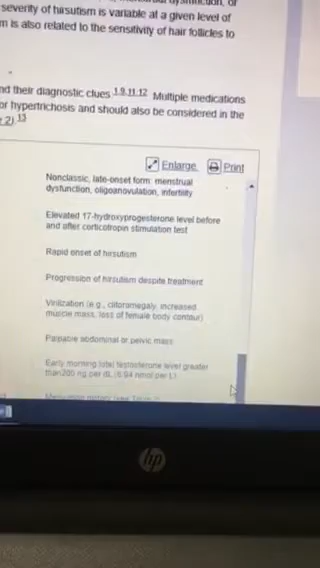 severity of hirsutism is variable at a given level of
m is also related to the sensitivity of hair follicles to
nd their diagnostic clues.1,9,11,12 Multiple medications
or hypertrichosis and should also be considered in the
2).13
Enlarge Print
Nonclassic, late-onset form: menstrual
dysfunction, oligoanovulation, infertility
Elevated 17-hydroxyprogesterone level before
and after corticotropin stimulation test
Rapid onset of hirsutism
Progression of hirsutism despite treatment
Virilization (e.g., clitoromegaly, increased
muscle mass, loss of female body contour)
Palpable abdominal or pelvic mass
Early morning total testosterone level greater
than 200 ng per dL (6.94 nmol per L)
hp